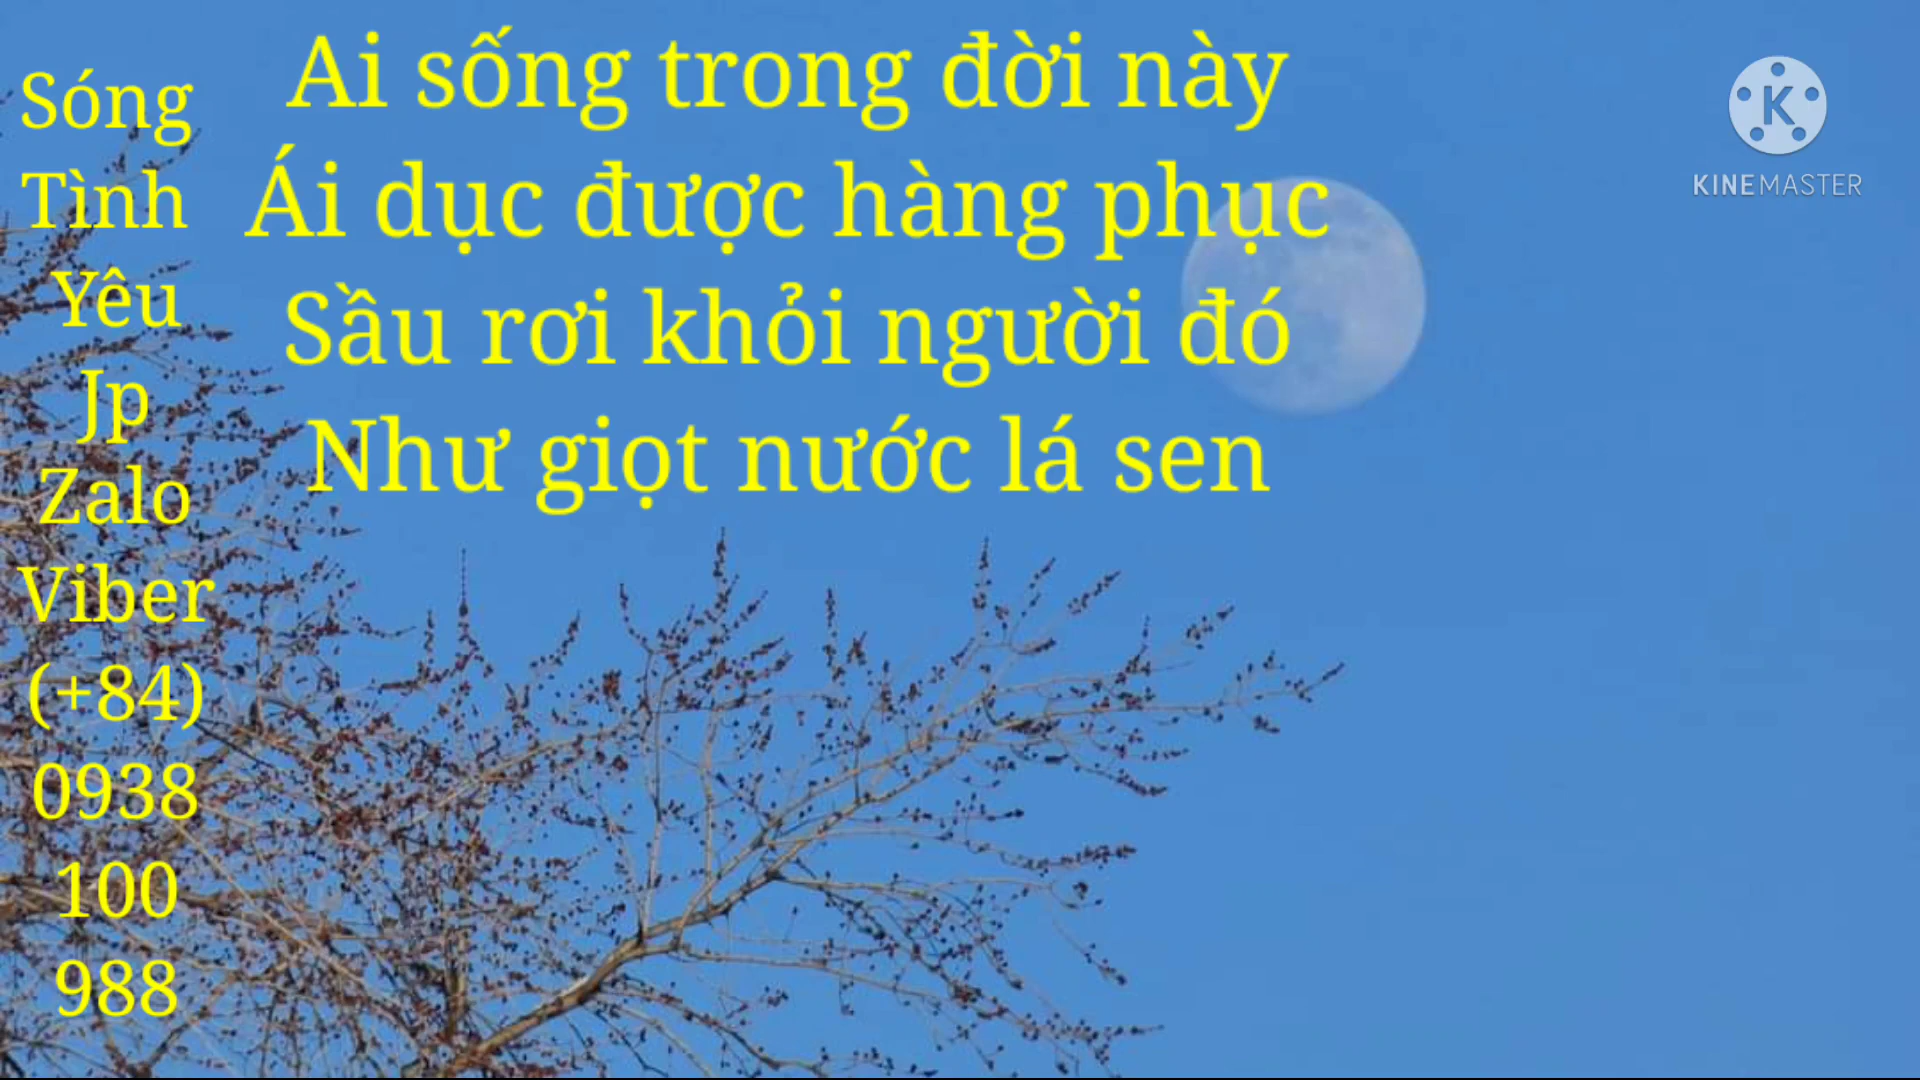 Sóng
Tình
Yêu
Jp
Zalo
Viber
(+84)
0938
100
988
Ai sống trong đời này
Ái dục được hàng phục
Sầu rơi khỏi người đó
Như giọt nước lá sen
K
KINEMASTER